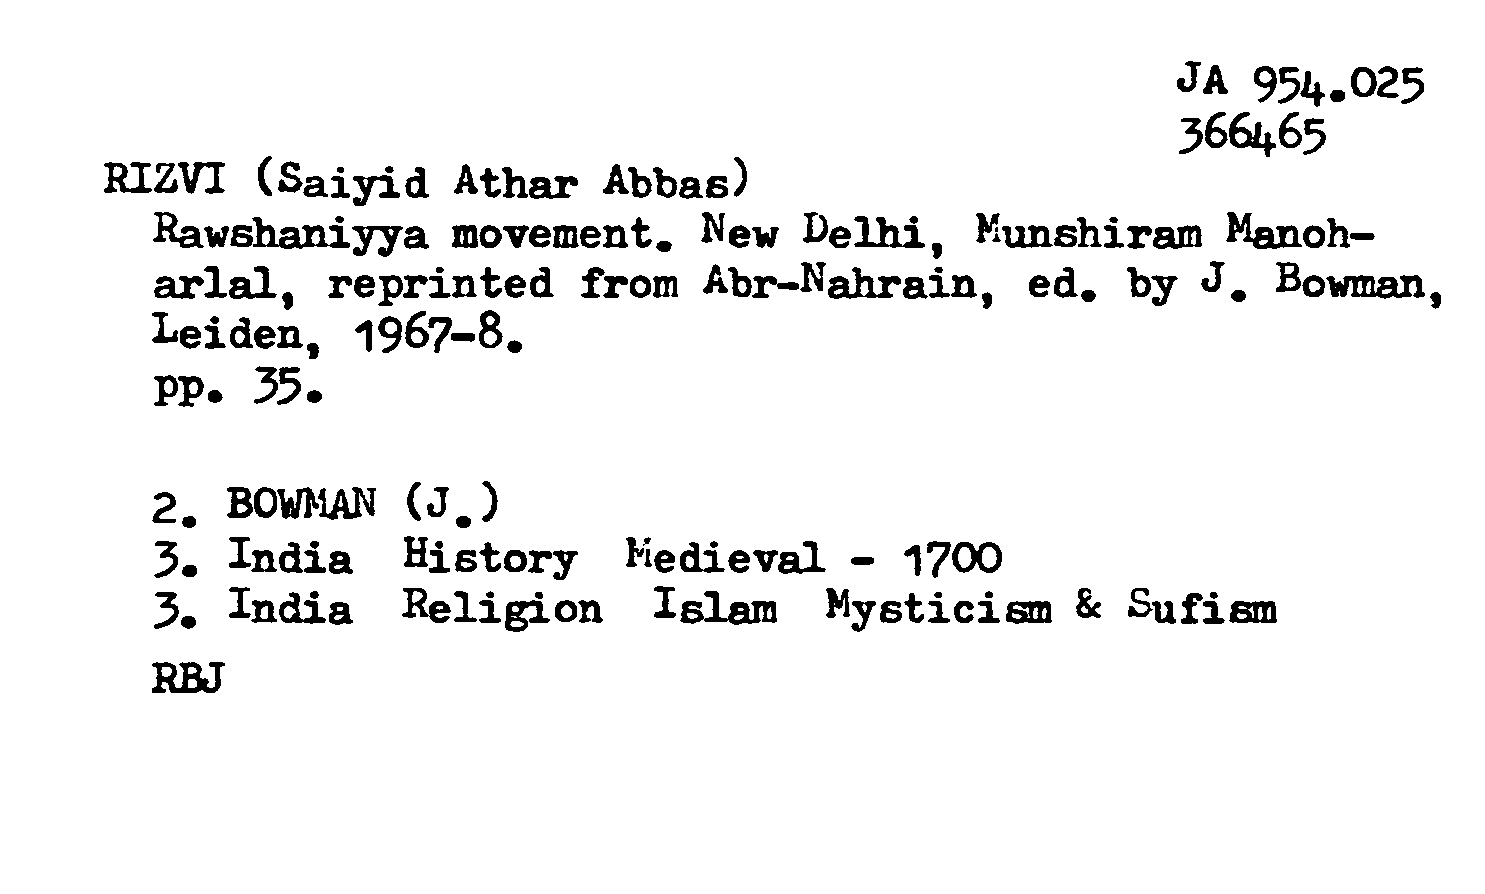 JA 954.025
366465
RIZVI (Saiyid Athar Abbas)
Rawshaniyya movement. New Delhi, Munshiram Manoh-
arlal, reprinted from Abr-Nahrain, ed. by J. Bowman,
Leiden, 1967-8.
pp. 35.
2. BOWMAN (J.)
3. India History Medieval - 1700
3. India Religion Islam Mysticism & Sufism
RBJ